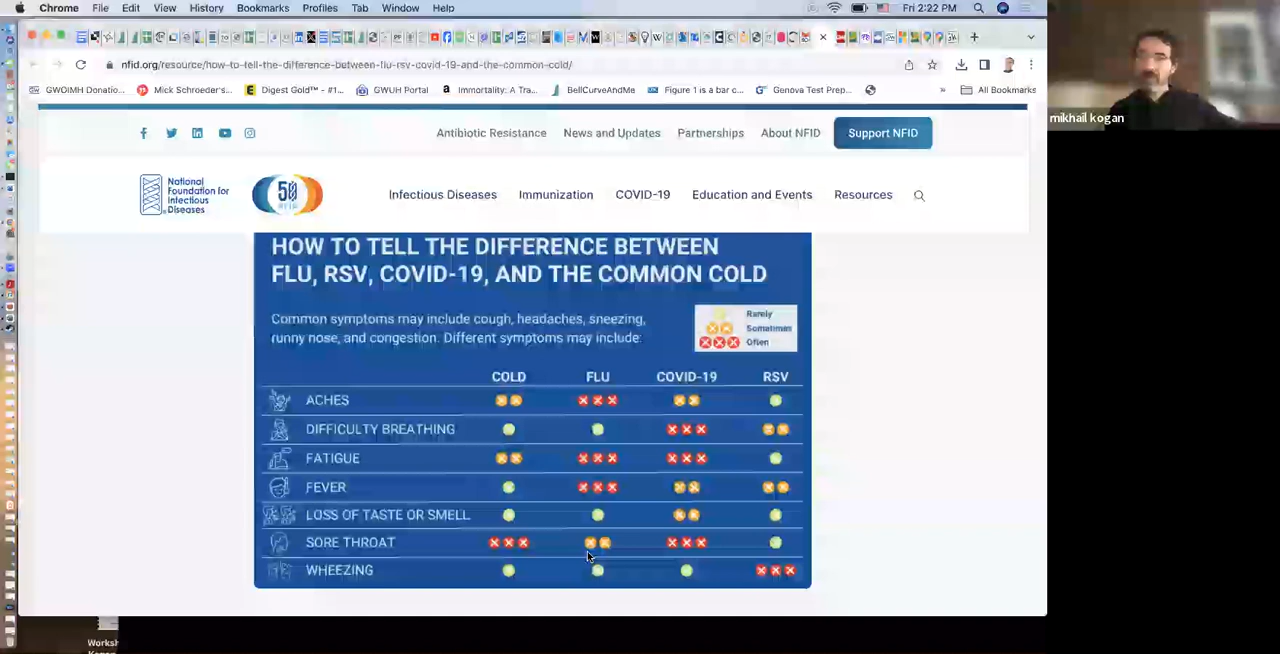 Chrome File Edit View History Bookmarks Profiles Tab Window Help Fri 2:22 PM
nfid.org/resource/how-to-tell-the-difference-between-flu-rsv-covid-19-and-the-common-cold/
GWOIMH Donatio... Mick Schroeder's... Digest Gold™ - #1... GWUH Portal Immortality: A Tra... BellCurveAndMe Figure 1 is a bar c... Genova Test Prep... » All Bookmarks
mikhail kogan
Antibiotic Resistance News and Updates Partnerships About NFID Support NFID
National
Foundation for
Infectious
Diseases
50
Infectious Diseases Immunization COVID-19 Education and Events Resources
HOW TO TELL THE DIFFERENCE BETWEEN
FLU, RSV, COVID-19, AND THE COMMON COLD
Common symptoms may include cough, headaches, sneezing,
runny nose, and congestion. Different symptoms may include:
Rarely
Sometimes
Often
COLD FLU COVID-19 RSV
ACHES
DIFFICULTY BREATHING
FATIGUE
FEVER
LOSS OF TASTE OR SMELL
SORE THROAT
WHEEZING
Worksh